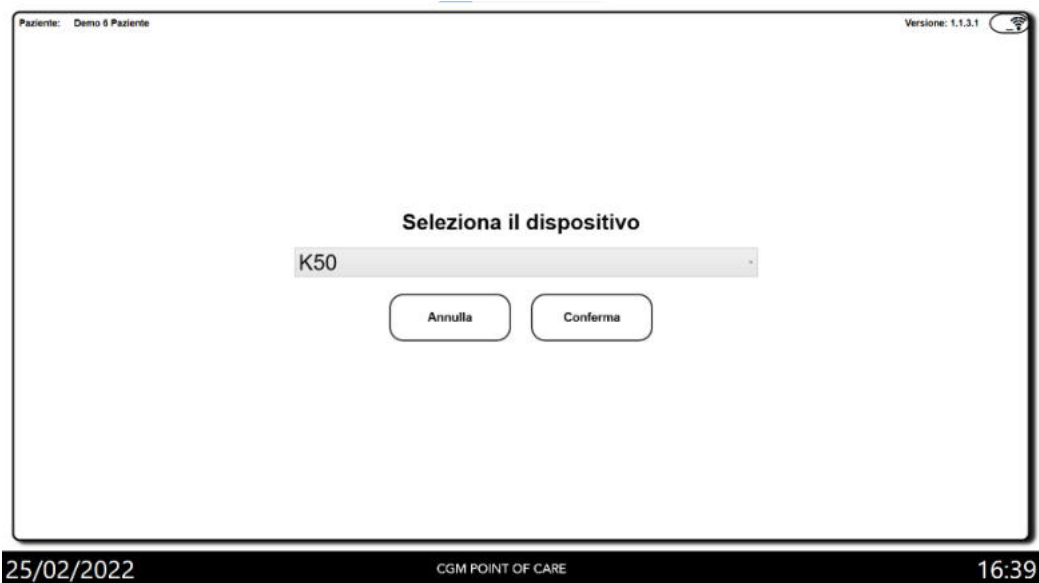 Paziente: Demo 6 Paziente Versione: 1.1.3.1
Seleziona il dispositivo
K50
Annulla Conferma
25/02/2022 CGM POINT OF CARE 16:39